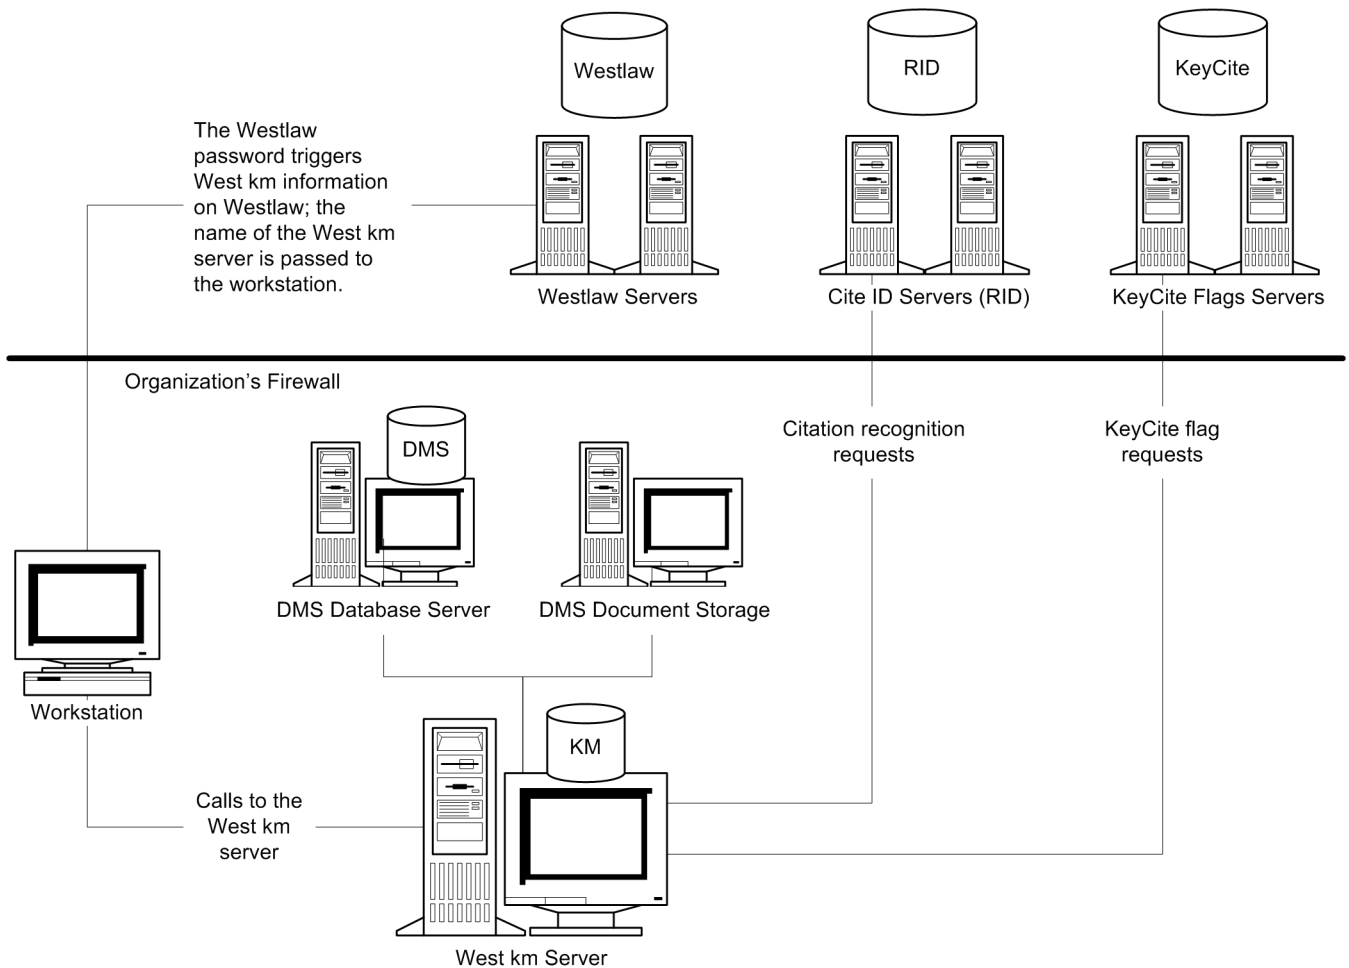 Westlaw
RID
KeyCite
The Westlaw
password triggers
West km information
on Westlaw; the
name of the West km
server is passed to
the workstation.
Westlaw Servers
Cite ID Servers (RID)
KeyCite Flags Servers
Organization's Firewall
DMS
Citation recognition
requests
KeyCite flag
requests
DMS Database Server
DMS Document Storage
Workstation
KM
Calls to the
West km
server
West km Server